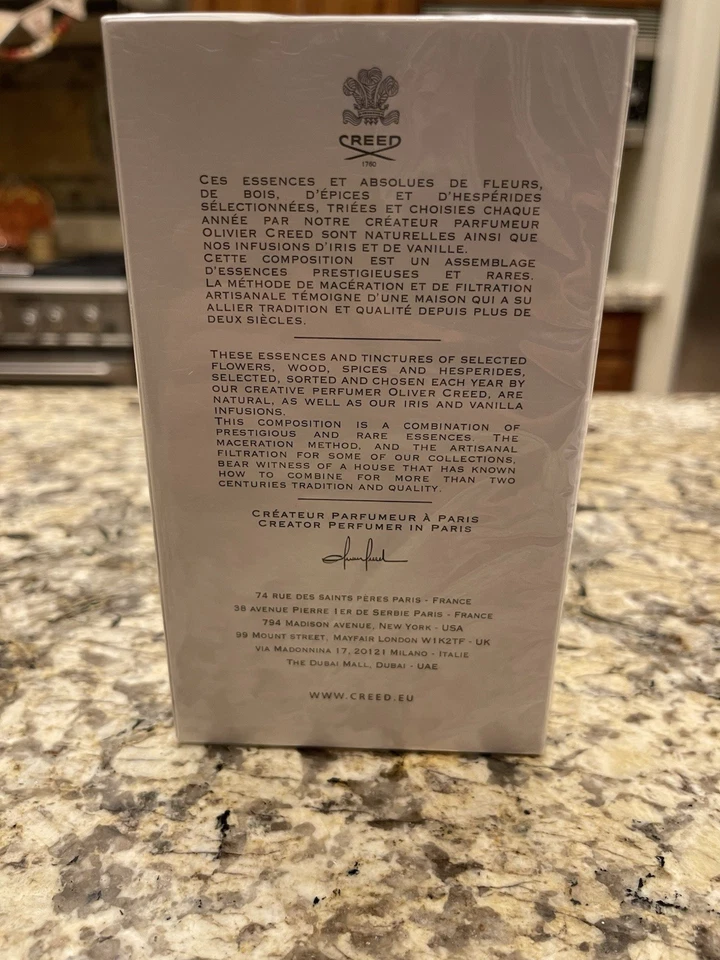 CREED
1760
CES ESSENCES ET ABSOLUES DE FLEURS,
DE BOIS, D'ÉPICES ET D'HESPÉRIDES
SÉLECTIONNÉES, TRIÉES ET CHOISIES CHAQUE
ANNÉE PAR NOTRE CRÉATEUR PARFUMEUR
OLIVIER CREED SONT NATURELLES AINSI QUE
NOS INFUSIONS D'IRIS ET DE VANILLE.
CETTE COMPOSITION EST UN ASSEMBLAGE
D'ESSENCES PRESTIGIEUSES ET RARES.
LA MÉTHODE DE MACÉRATION ET DE FILTRATION
ARTISANALE TÉMOIGNE D'UNE MAISON QUI A SU
ALLIER TRADITION ET QUALITÉ DEPUIS PLUS DE
DEUX SIÈCLES.
THESE ESSENCES AND TINCTURES OF SELECTED
FLOWERS, WOOD, SPICES AND HESPERIDES,
SELECTED, SORTED AND CHOSEN EACH YEAR BY
OUR CREATIVE PERFUMER OLIVER CREED, ARE
NATURAL, AS WELL AS OUR IRIS AND VANILLA
INFUSIONS.
THIS COMPOSITION IS A COMBINATION OF
PRESTIGIOUS AND RARE ESSENCES. THE
MACERATION METHOD, AND THE ARTISANAL
FILTRATION FOR SOME OF OUR COLLECTIONS,
BEAR WITNESS OF A HOUSE THAT HAS KNOWN
HOW TO COMBINE FOR MORE THAN TWO
CENTURIES TRADITION AND QUALITY.
CRÉATEUR PARFUMEUR À PARIS
CREATOR PERFUMER IN PARIS
74 RUE DES SAINTS PÈRES PARIS - FRANCE
38 AVENUE PIERRE 1ER DE SERBIE PARIS - FRANCE
794 MADISON AVENUE, NEW YORK - USA
99 MOUNT STREET, MAYFAIR LONDON W1K2TF - UK
VIA MADONNINA 17, 20121 MILANO - ITALIE
THE DUBAI MALL, DUBAI - UAE
WWW.CREED.EU